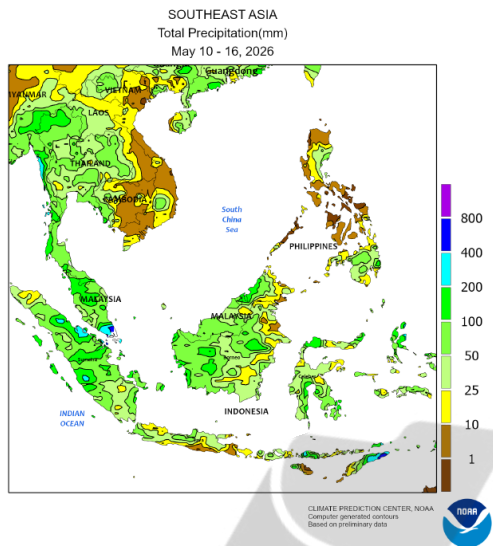 SOUTHEAST ASIA
Total Precipitation(mm)
May 10 - 16, 2026
Guangdong
MYANMAR
VIETNAM
LAOS
THAILAND
CAMBODIA
South
China
Sea
PHILIPPINES
MALAYSIA
MALAYSIA
Borneo
INDONESIA
INDIAN
OCEAN
800
400
200
100
50
25
10
1
CLIMATE PREDICTION CENTER, NOAA
Computer generated contours
Based on preliminary data
NOAA